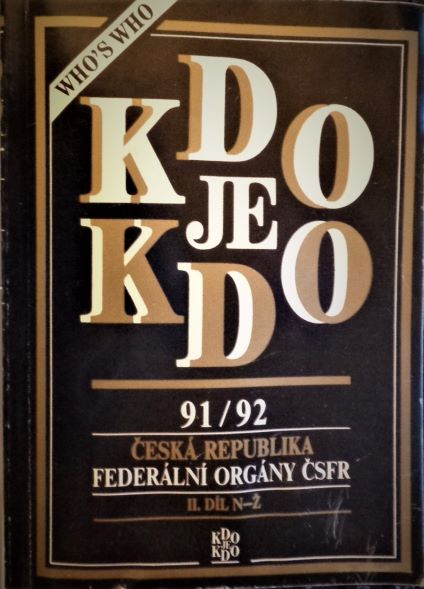 WHO'S WHO
KDO
JE
KDO
91/92
ČESKÁ REPUBLIKA
FEDERÁLNÍ ORGÁNY ČSFR
II. DÍL N–Ž
KDO
JE
KDO